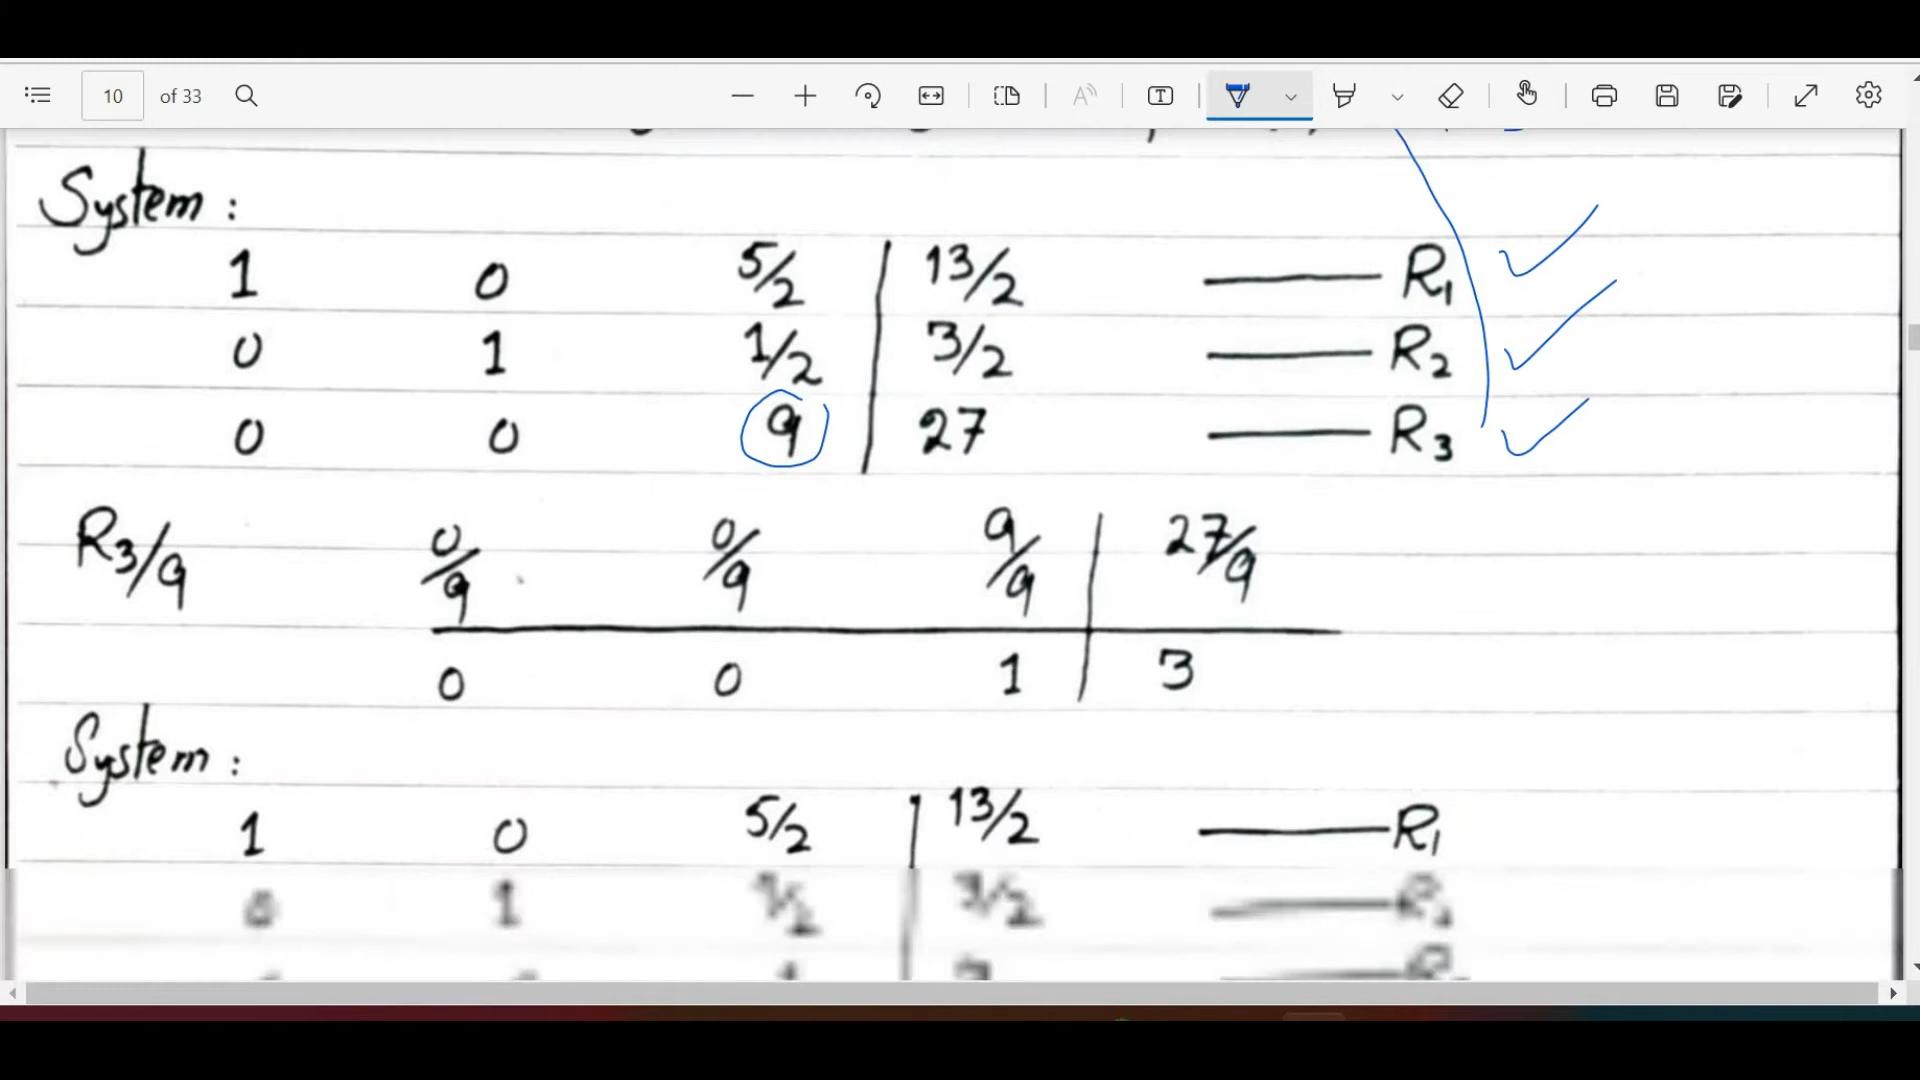 10 of 33
System :
1 0 5/2 | 13/2 —— R1
0 1 1/2 | 3/2 —— R2
0 0 9 | 27 —— R3
R3/9 0/9 0/9 9/9 | 27/9
0 0 1 | 3
System :
1 0 5/2 | 13/2 —— R1
0 1 1/2 | 3/2